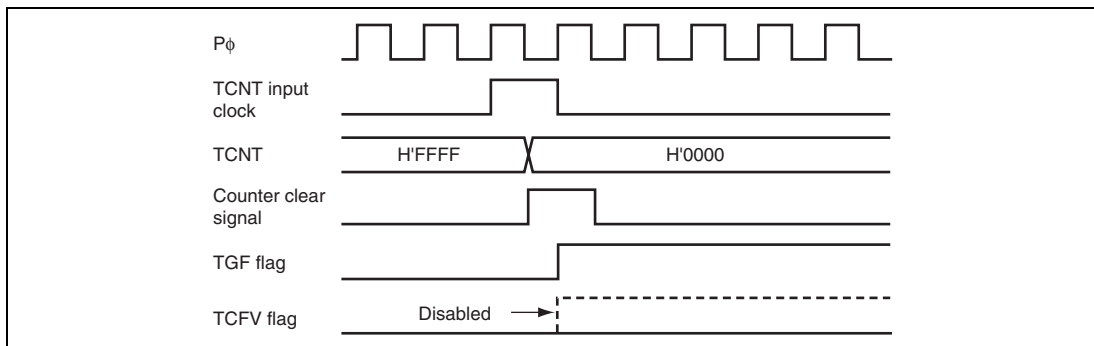 Pϕ
TCNT input
clock
TCNT
H'FFFF
H'0000
Counter clear
signal
TGF flag
Disabled
TCFV flag